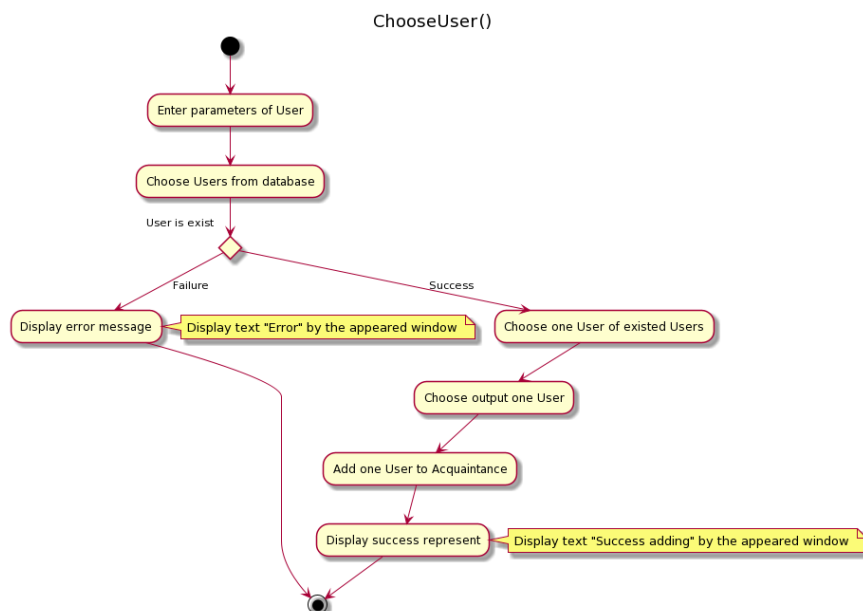 ChooseUser()
Enter parameters of User
Choose Users from database
User is exist
Failure
Success
Display error message
Display text "Error" by the appeared window
Choose one User of existed Users
Choose output one User
Add one User to Acquaintance
Display success represent
Display text "Success adding" by the appeared window